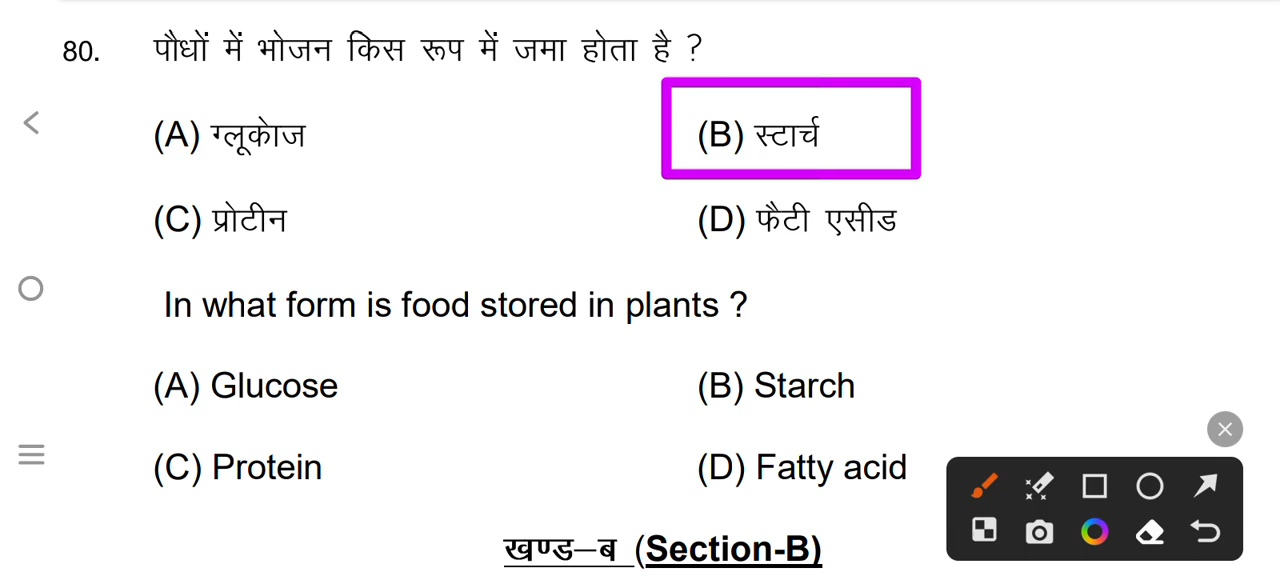 80. पौधों में भोजन किस रूप में जमा होता है ?
(A) ग्लूकोज (B) स्टार्च
(C) प्रोटीन (D) फैटी एसीड
In what form is food stored in plants ?
(A) Glucose (B) Starch
(C) Protein (D) Fatty acid
खण्ड–ब (Section-B)